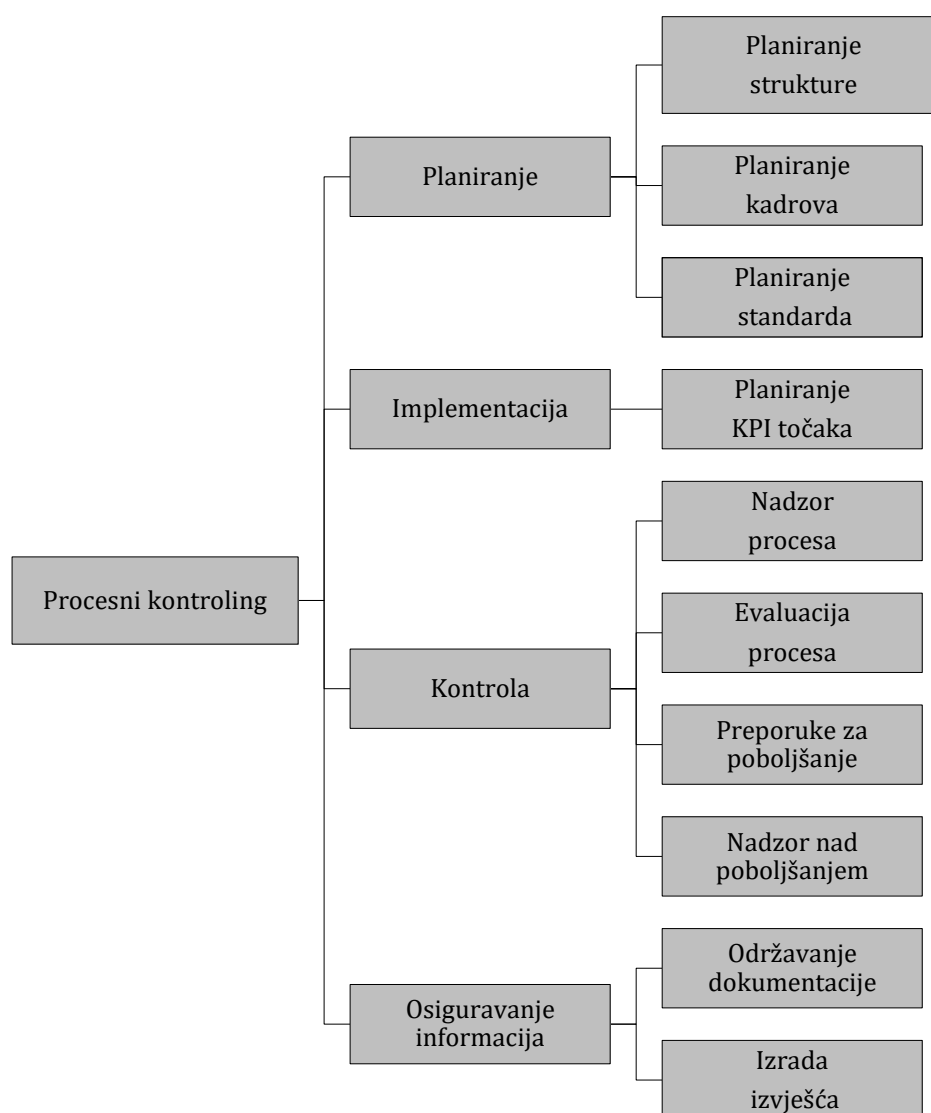 Procesni kontroling
Planiranje
Planiranje
strukture
Planiranje
kadrova
Planiranje
standarda
Implementacija
Planiranje
KPI točaka
Kontrola
Nadzor
procesa
Evaluacija
procesa
Preporuke za
poboljšanje
Nadzor nad
poboljšanjem
Osiguravanje
informacija
Održavanje
dokumentacije
Izrada
izvješća